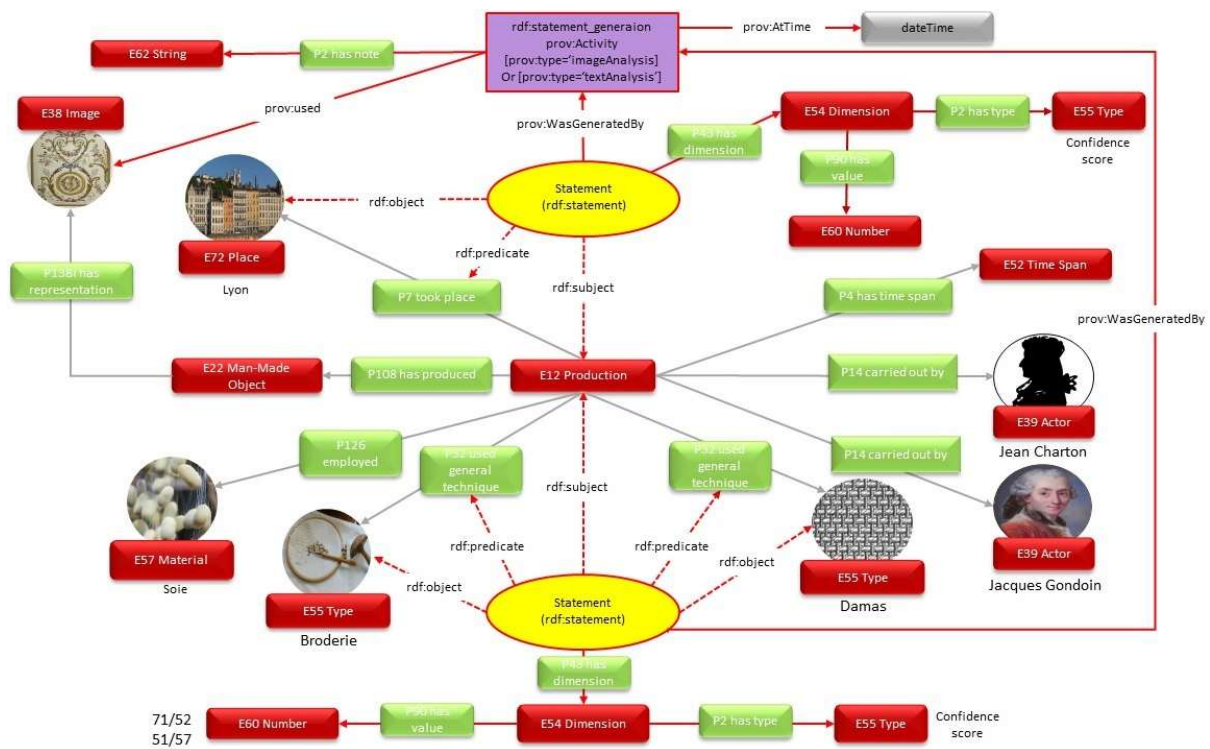 rdf:statement_generaion
prov:Activity
[prov:type='imageAnalysis]
Or [prov:type='textAnalysis']
prov:AtTime
dateTime
E62 String
P2 has note
prov:used
E38 Image
prov:WasGeneratedBy
P43 has
dimension
E54 Dimension
P2 has type
E55 Type
Confidence
score
P90 has
value
E60 Number
Statement
(rdf:statement)
rdf:object
E72 Place
Lyon
rdf:predicate
rdf:subject
P138i has
representation
P7 took place
P4 has time span
E52 Time Span
prov:WasGeneratedBy
E22 Man-Made
Object
P108 has produced
E12 Production
P14 carried out by
E39 Actor
Jean Charton
P126
employed
P32 used
general
technique
P32 used
general
technique
P14 carried out by
rdf:subject
E57 Material
Soie
rdf:predicate
rdf:predicate
rdf:object
rdf:object
E55 Type
Broderie
E55 Type
Damas
E39 Actor
Jacques Gondoin
Statement
(rdf:statement)
P43 has
dimension
71/52
51/57
E60 Number
P90 has
value
E54 Dimension
P2 has type
E55 Type
Confidence
score